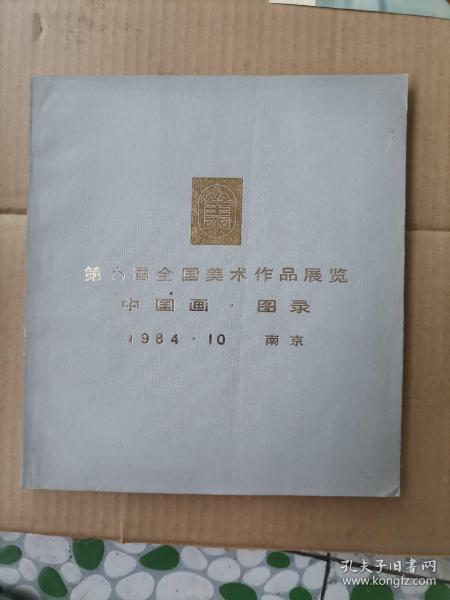 美
第六届全国美术作品展览
中国画·图录
1984·10 南京
孔夫子旧书网
www.kongfz.com